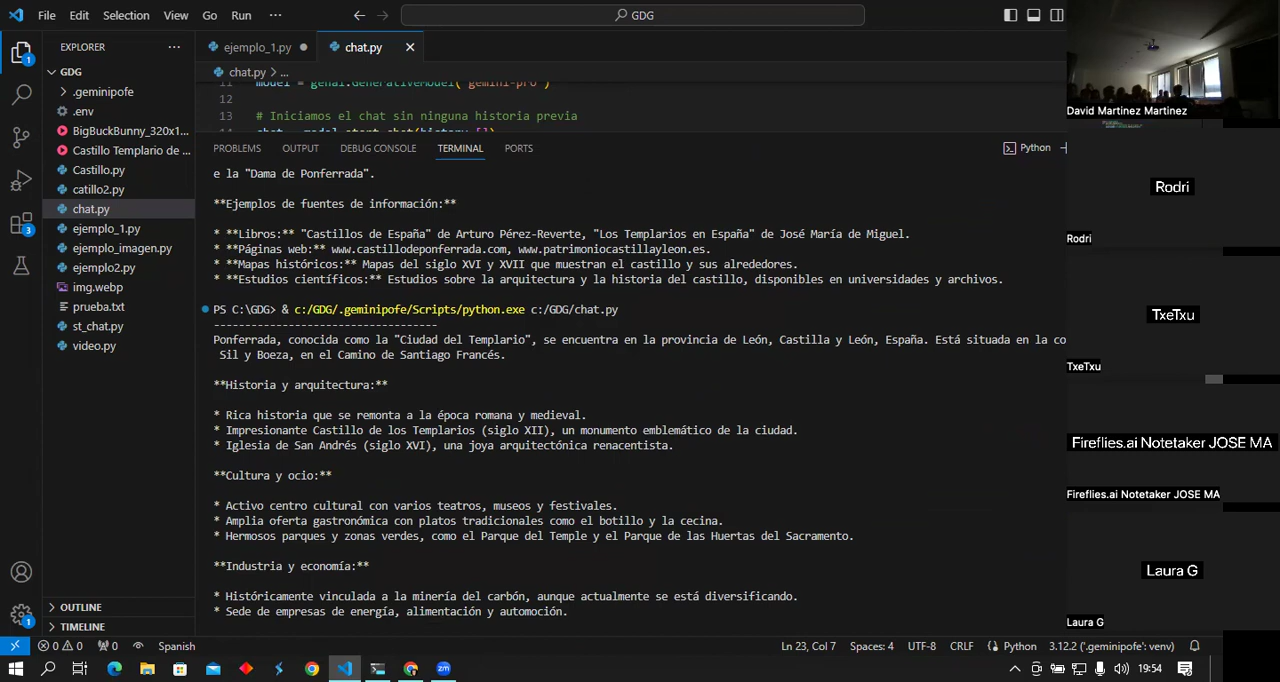 File Edit Selection View Go Run ···
GDG
EXPLORER
GDG
.geminipofe
.env
BigBuckBunny_320x1...
Castillo Templario de ...
Castillo.py
catillo2.py
chat.py
ejemplo_1.py
ejemplo_imagen.py
ejemplo2.py
img.webp
prueba.txt
st_chat.py
video.py
OUTLINE
TIMELINE
ejemplo_1.py
chat.py
chat.py > ...
11 model = genai.GenerativeModel('gemini-pro')
12
13 # Iniciamos el chat sin ninguna historia previa
14 chat = model.start_chat(history=[])
PROBLEMS OUTPUT DEBUG CONSOLE TERMINAL PORTS
Python
e la "Dama de Ponferrada".
**Ejemplos de fuentes de información:**
* **Libros:** "Castillos de España" de Arturo Pérez-Reverte, "Los Templarios en España" de José María de Miguel.
* **Páginas web:** www.castillodeponferrada.com, www.patrimoniocastillayleon.es.
* **Mapas históricos:** Mapas del siglo XVI y XVII que muestran el castillo y sus alrededores.
* **Estudios científicos:** Estudios sobre la arquitectura y la historia del castillo, disponibles en universidades y archivos.
PS C:\GDG> & c:/GDG/.geminipofe/Scripts/python.exe c:/GDG/chat.py
-----------------------------------
Ponferrada, conocida como la "Ciudad del Templario", se encuentra en la provincia de León, Castilla y León, España. Está situada en la co
Sil y Boeza, en el Camino de Santiago Francés.
**Historia y arquitectura:**
* Rica historia que se remonta a la época romana y medieval.
* Impresionante Castillo de los Templarios (siglo XII), un monumento emblemático de la ciudad.
* Iglesia de San Andrés (siglo XVI), una joya arquitectónica renacentista.
**Cultura y ocio:**
* Activo centro cultural con varios teatros, museos y festivales.
* Amplia oferta gastronómica con platos tradicionales como el botillo y la cecina.
* Hermosos parques y zonas verdes, como el Parque del Temple y el Parque de las Huertas del Sacramento.
**Industria y economía:**
* Históricamente vinculada a la minería del carbón, aunque actualmente se está diversificando.
* Sede de empresas de energía, alimentación y automoción.
David Martinez Martinez
Rodri
Rodri
TxeTxu
TxeTxu
Fireflies.ai Notetaker JOSE MA
Fireflies.ai Notetaker JOSE MA
Laura G
Laura G
0 0 0 Spanish Ln 23, Col 7 Spaces: 4 UTF-8 CRLF Python 3.12.2 ('.geminipofe': venv)
19:54